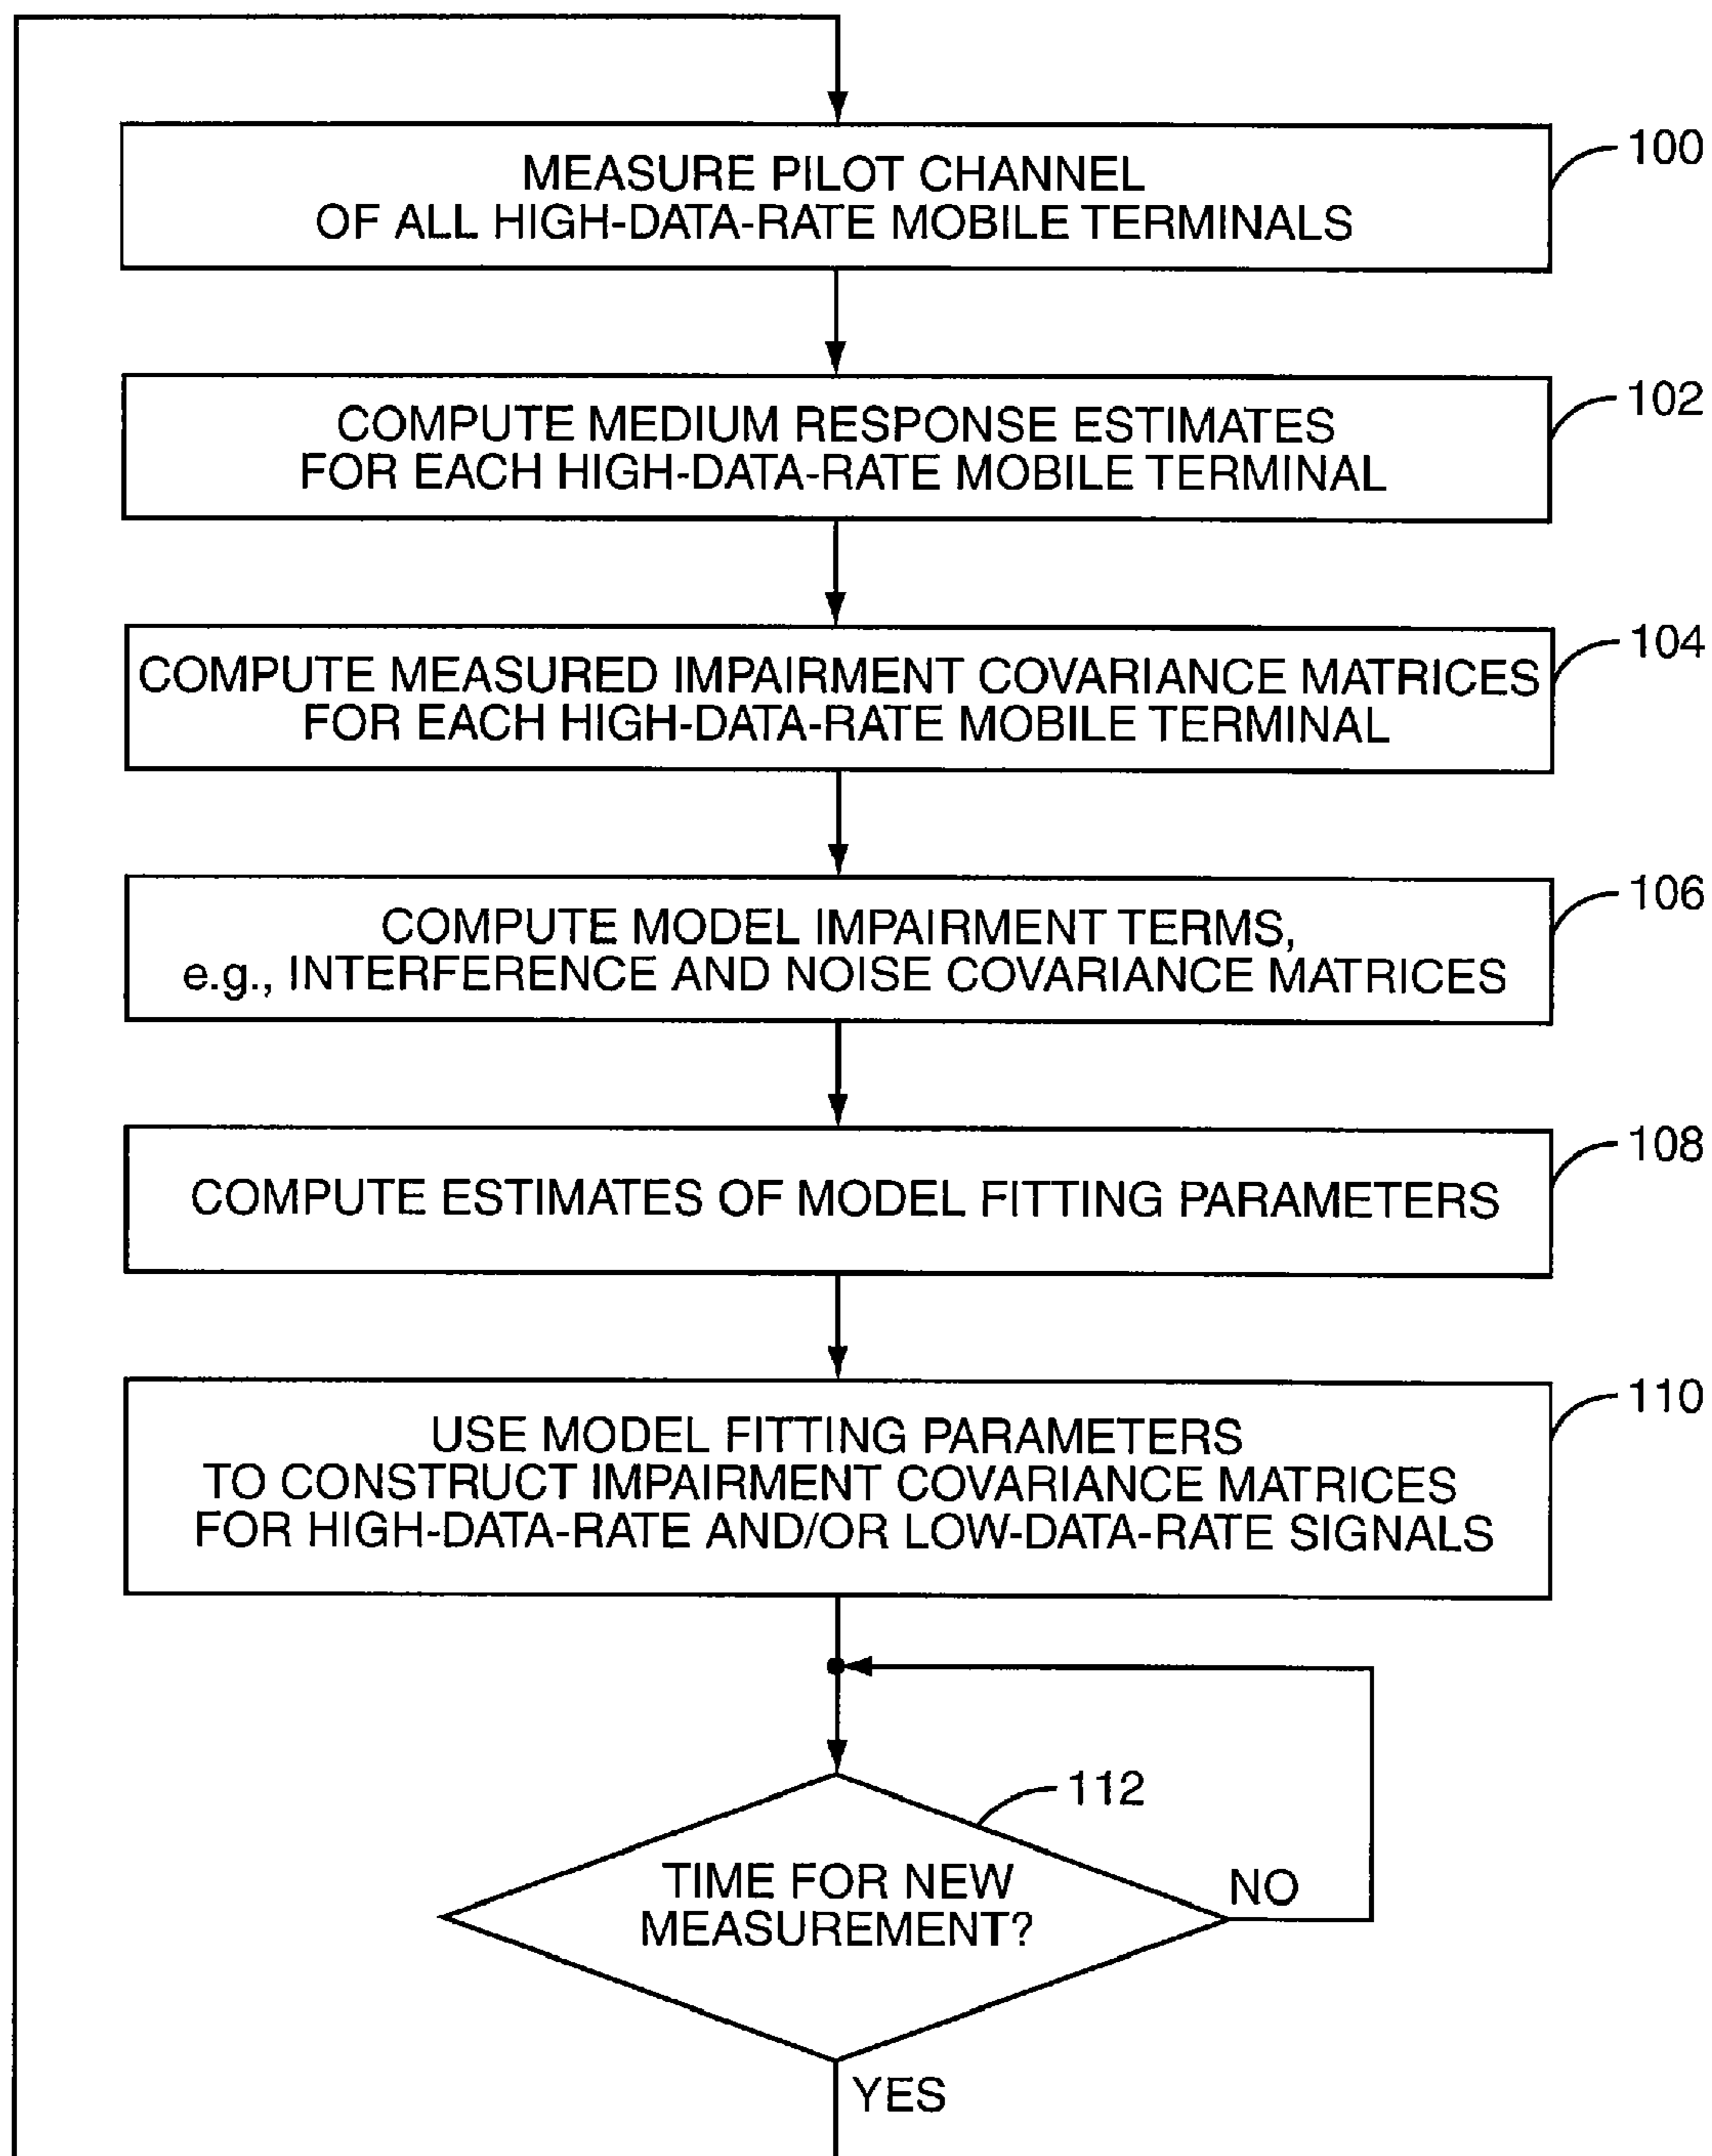 MEASURE PILOT CHANNEL
OF ALL HIGH-DATA-RATE MOBILE TERMINALS
100
COMPUTE MEDIUM RESPONSE ESTIMATES
FOR EACH HIGH-DATA-RATE MOBILE TERMINAL
102
COMPUTE MEASURED IMPAIRMENT COVARIANCE MATRICES
FOR EACH HIGH-DATA-RATE MOBILE TERMINAL
104
COMPUTE MODEL IMPAIRMENT TERMS,
e.g., INTERFERENCE AND NOISE COVARIANCE MATRICES
106
COMPUTE ESTIMATES OF MODEL FITTING PARAMETERS
108
USE MODEL FITTING PARAMETERS
TO CONSTRUCT IMPAIRMENT COVARIANCE MATRICES
FOR HIGH-DATA-RATE AND/OR LOW-DATA-RATE SIGNALS
110
112
TIME FOR NEW
MEASUREMENT?
NO
YES